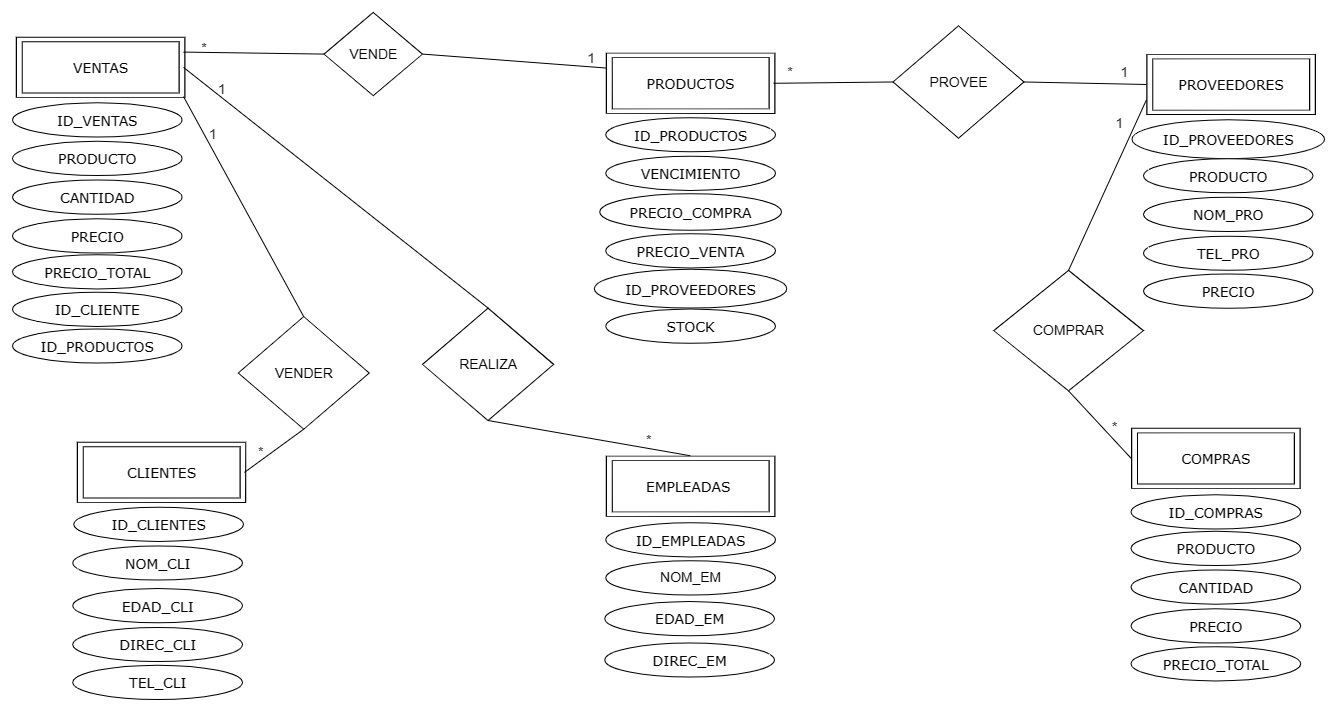 *
VENDE
1
VENTAS
1
1
ID_VENTAS
PRODUCTO
CANTIDAD
PRECIO
PRECIO_TOTAL
ID_CLIENTE
ID_PRODUCTOS
PRODUCTOS
*
PROVEE
1
ID_PRODUCTOS
VENCIMIENTO
PRECIO_COMPRA
PRECIO_VENTA
ID_PROVEEDORES
STOCK
PROVEEDORES
1
ID_PROVEEDORES
PRODUCTO
NOM_PRO
TEL_PRO
PRECIO
VENDER
*
REALIZA
*
COMPRAR
*
CLIENTES
ID_CLIENTES
NOM_CLI
EDAD_CLI
DIREC_CLI
TEL_CLI
EMPLEADAS
ID_EMPLEADAS
NOM_EM
EDAD_EM
DIREC_EM
COMPRAS
ID_COMPRAS
PRODUCTO
CANTIDAD
PRECIO
PRECIO_TOTAL